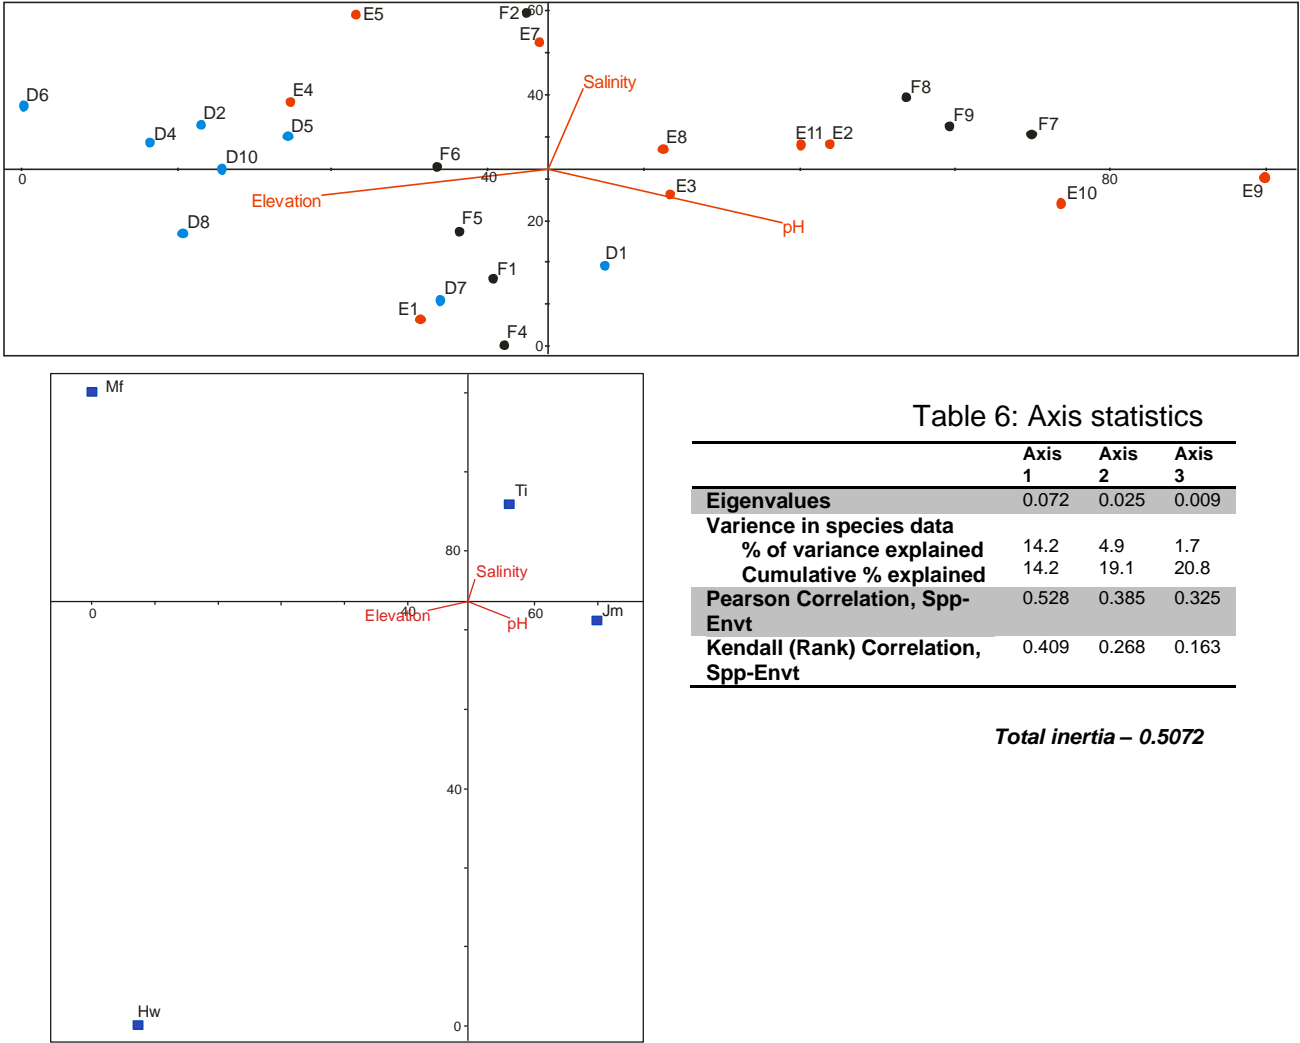 E5
F2
60
E7
Salinity
40
D6
E4
D2
D4
D5
D10
F6
F8
F9
F7
E8
E11
E2
0
40
80
Elevation
E3
E10
E9
D8
F5
20
pH
D1
F1
D7
E1
F4
0
Mf
Ti
80
Salinity
0
40
60
Elevation
pH
Jm
40
Hw
0
Table 6: Axis statistics
Axis 1 Axis 2 Axis 3
Eigenvalues 0.072 0.025 0.009
Varience in species data
% of variance explained 14.2 4.9 1.7
Cumulative % explained 14.2 19.1 20.8
Pearson Correlation, Spp- 0.528 0.385 0.325
Envt
Kendall (Rank) Correlation, 0.409 0.268 0.163
Spp-Envt
Total inertia – 0.5072